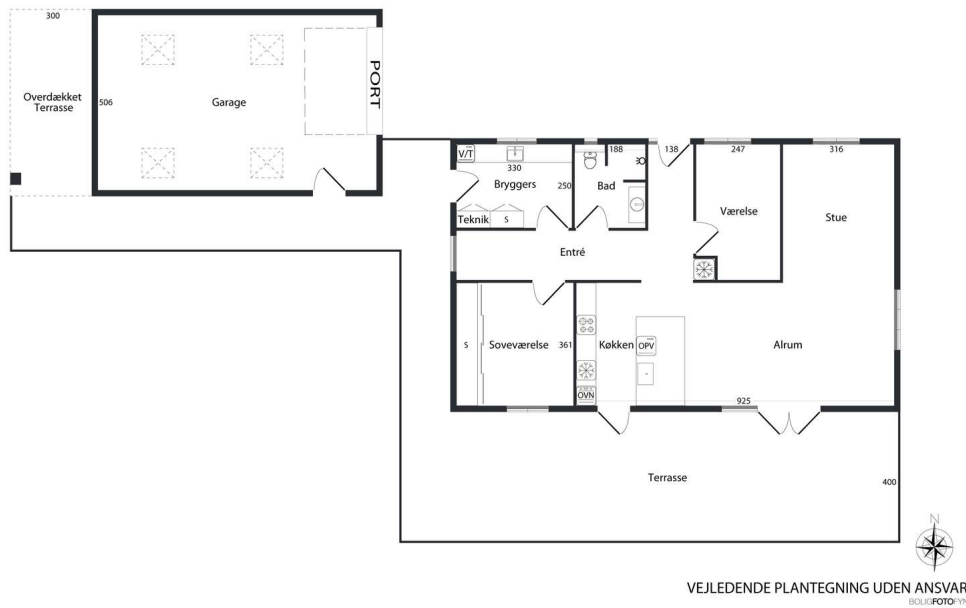 300
Overdækket
Terrasse
506
Garage
PORT
V/T
330
Bryggers
250
Teknik
S
188
Bad
138
247
Værelse
316
Stue
Entré
S
Soveværelse
361
Køkken
OPV
OVN
Alrum
925
Terrasse
400
N
VEJLEDENDE PLANTEGNING UDEN ANSVAR
BOLIGFOTOFYN